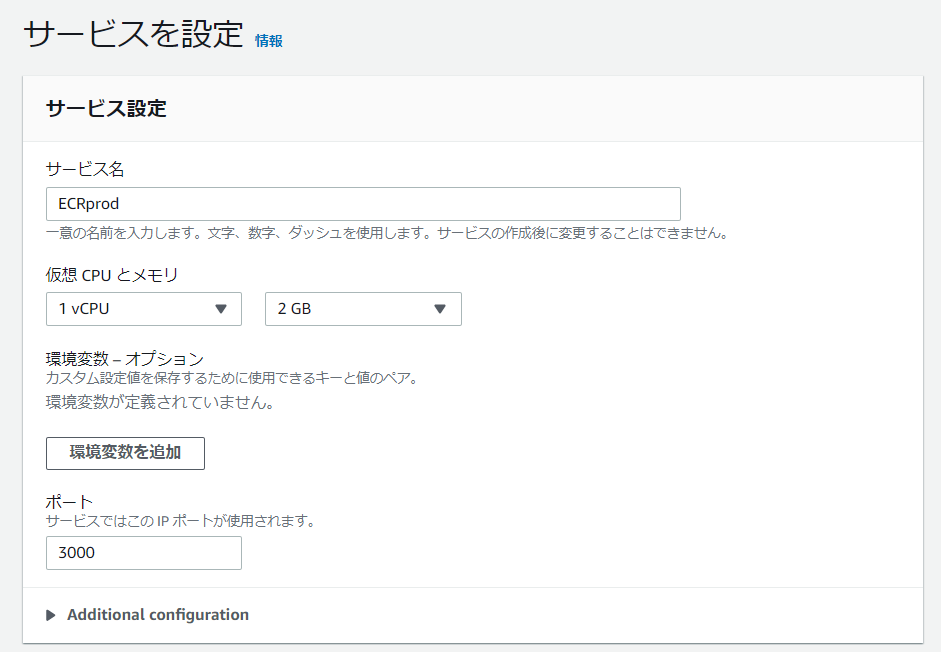 サービスを設定 情報
サービス設定
サービス名
ECRprod
一意の名前を入力します。文字、数字、ダッシュを使用します。サービスの作成後に変更することはできません。
仮想 CPU とメモリ
1 vCPU 2 GB
環境変数 – オプション
カスタム設定値を保存するために使用できるキーと値のペア。
環境変数が定義されていません。
環境変数を追加
ポート
サービスではこの IP ポートが使用されます。
3000
Additional configuration